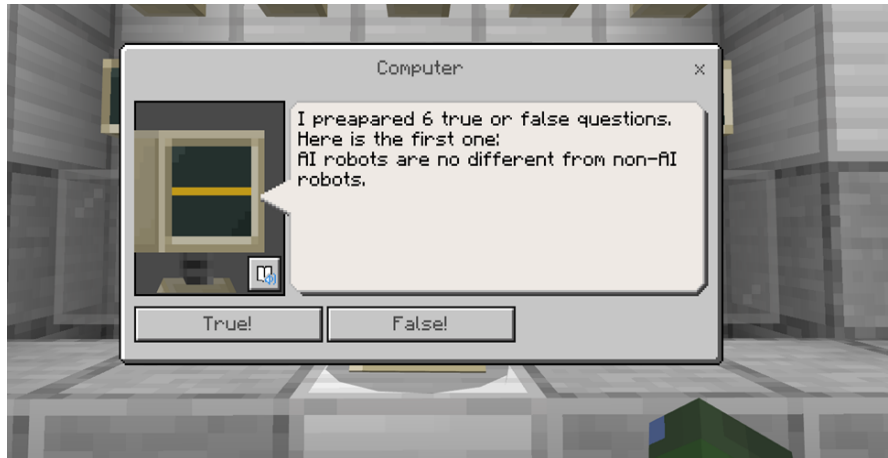 Computer
x
I preapared 6 true or false questions.
Here is the first one:
AI robots are no different from non-AI
robots.
True!
False!